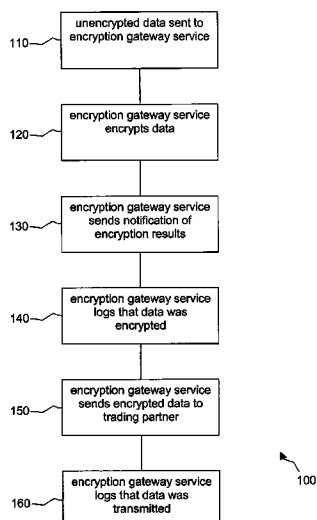 110
unencrypted data sent to
encryption gateway service
120
encryption gateway service
encrypts data
130
encryption gateway service
sends notification of
encryption results
140
encryption gateway service
logs that data was
encrypted
150
encryption gateway service
sends encrypted data to
trading partner
160
encryption gateway service
logs that data was
transmitted
100